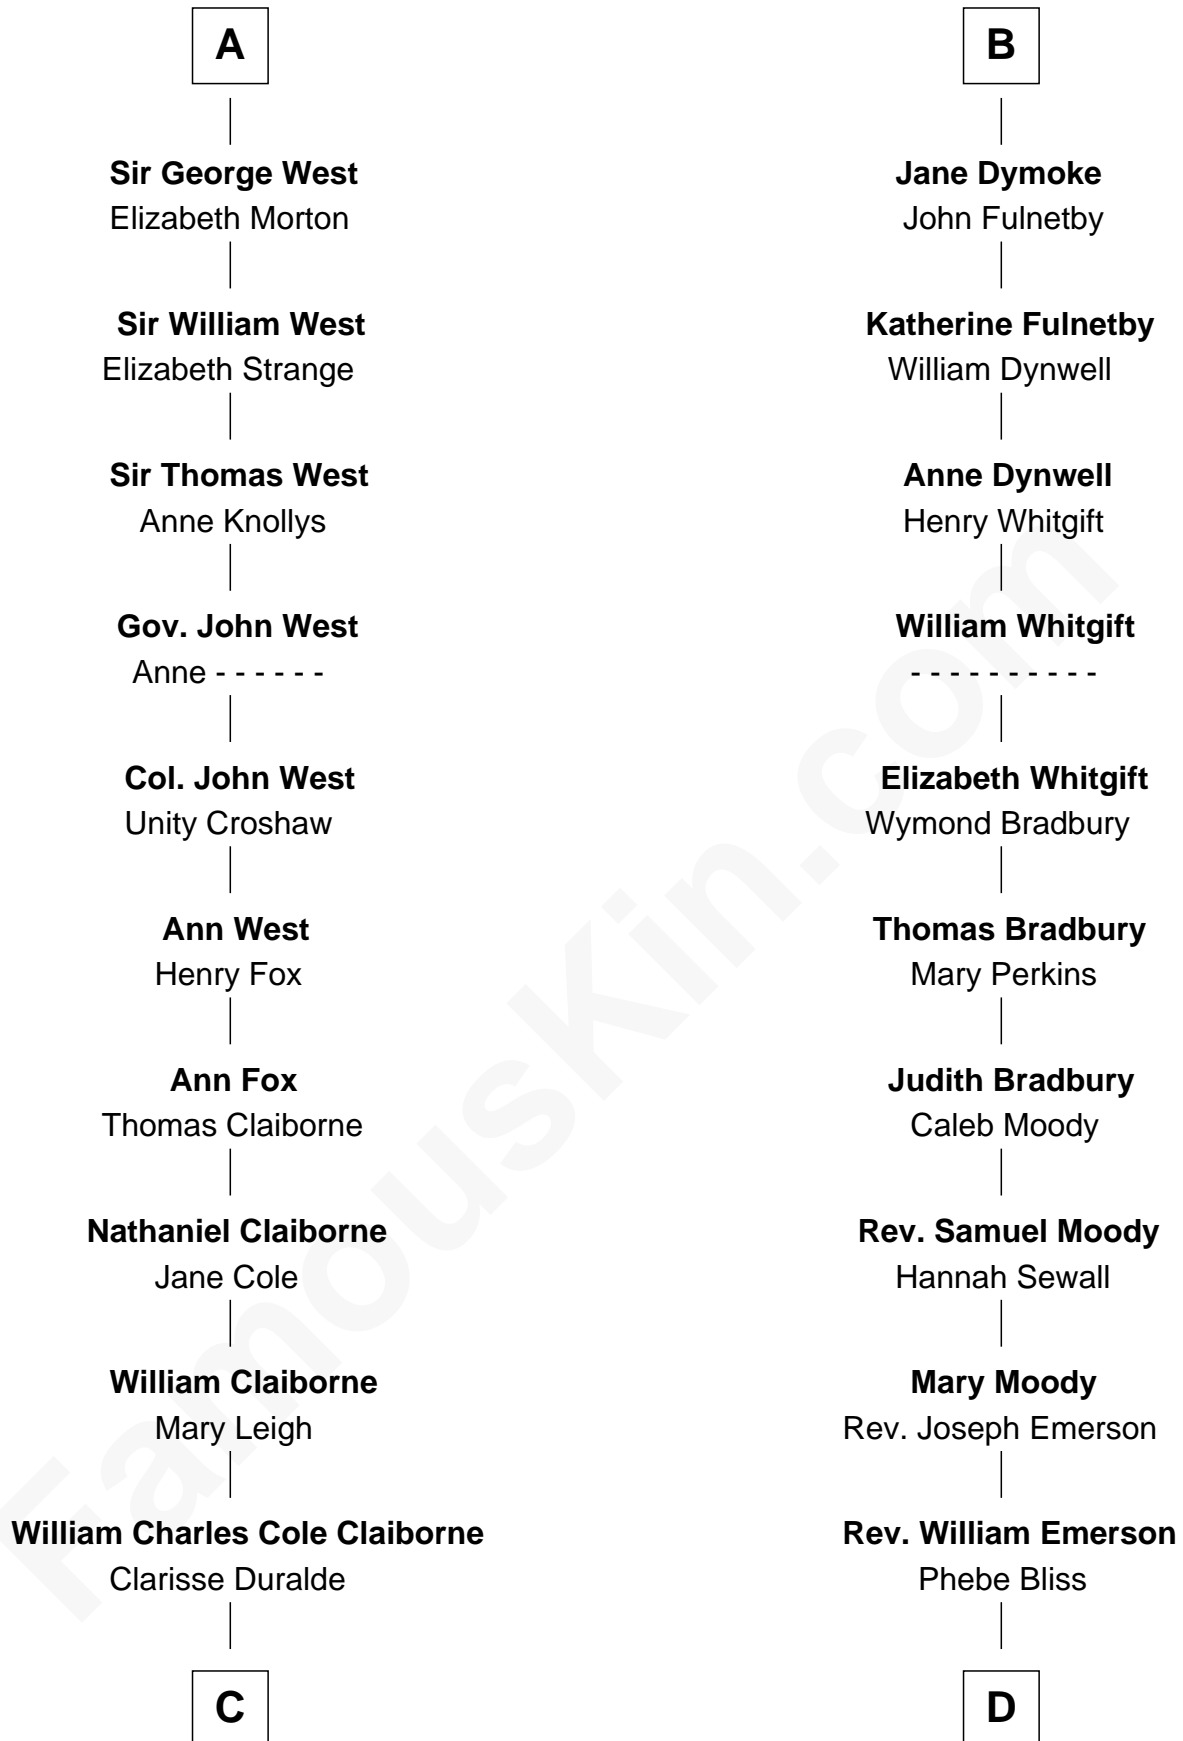 A
Sir George West
Elizabeth Morton
Sir William West
Elizabeth Strange
Sir Thomas West
Anne Knollys
Gov. John West
Anne - - - - - -
Col. John West
Unity Croshaw
Ann West
Henry Fox
Ann Fox
Thomas Claiborne
Nathaniel Claiborne
Jane Cole
William Claiborne
Mary Leigh
William Charles Cole Claiborne
Clarisse Duralde
C
B
Jane Dymoke
John Fulnetby
Katherine Fulnetby
William Dynwell
Anne Dynwell
Henry Whitgift
William Whitgift
- - - - - - - - - -
Elizabeth Whitgift
Wymond Bradbury
Thomas Bradbury
Mary Perkins
Judith Bradbury
Caleb Moody
Rev. Samuel Moody
Hannah Sewall
Mary Moody
Rev. Joseph Emerson
Rev. William Emerson
Phebe Bliss
D
FamousKin.com